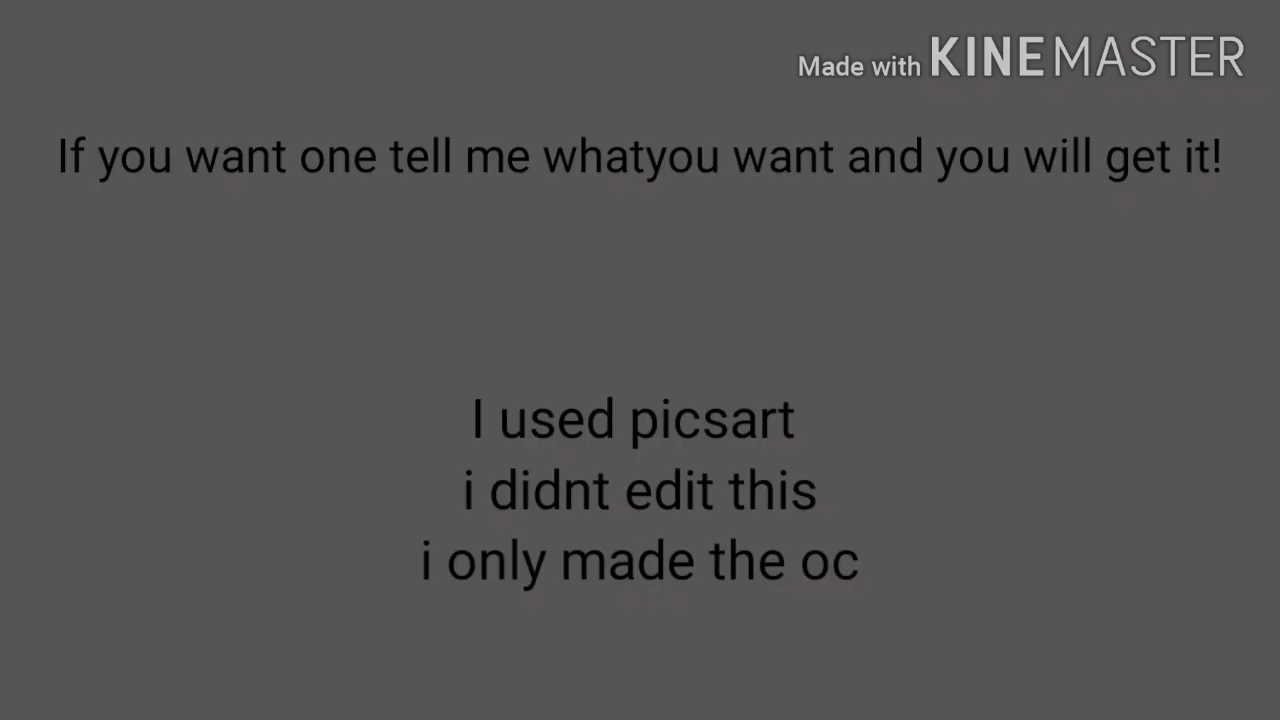 Made with KINEMASTER
If you want one tell me whatyou want and you will get it!
I used picsart
i didnt edit this
i only made the oc